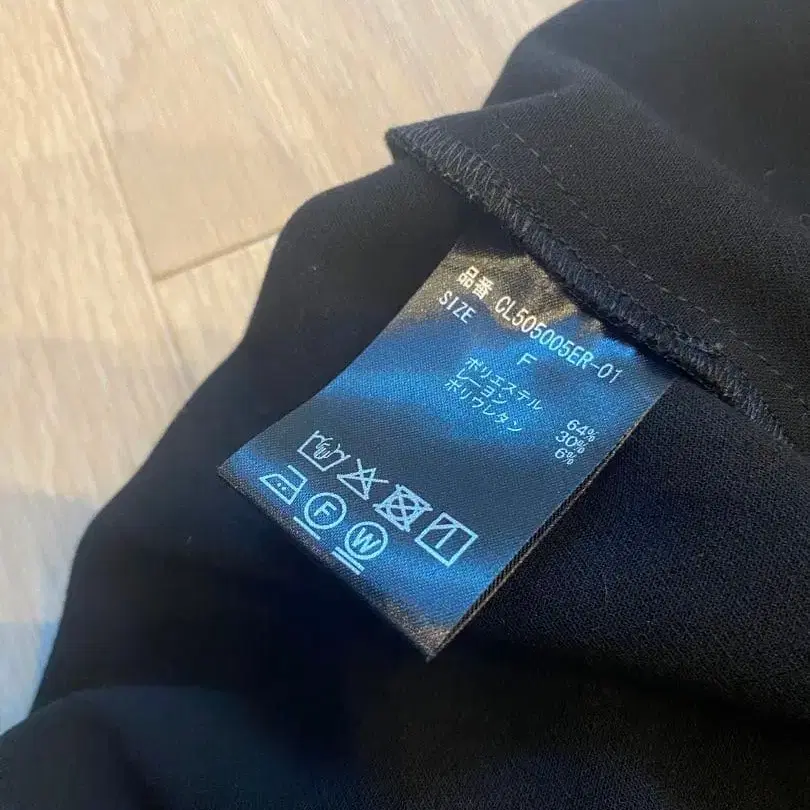 品番 CL505005ER-01
SIZE F
ポリエステル 64%
レーヨン 30%
ポリウレタン 6%
F W